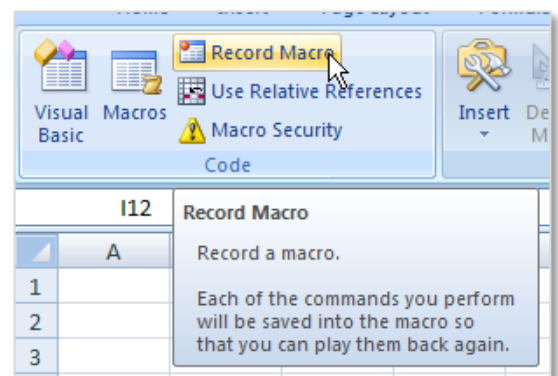 Record Macro
Visual Basic
Macros
Use Relative References
Macro Security
Insert
Code
I12
Record Macro
A
Record a macro.
1
Each of the commands you perform
2
will be saved into the macro so
3
that you can play them back again.